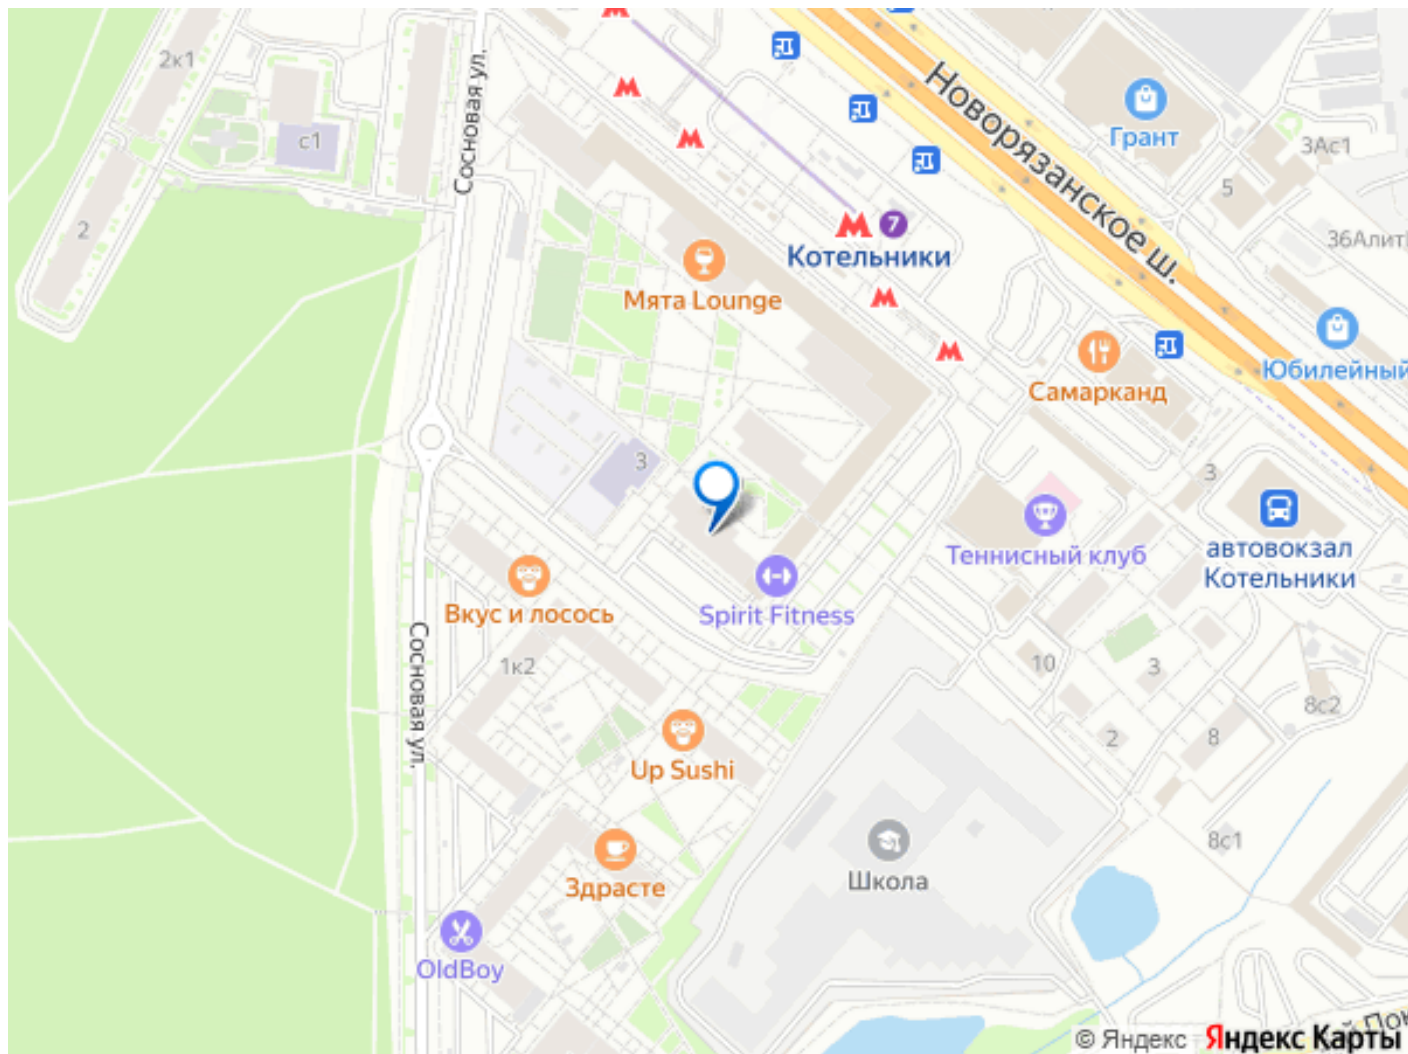 2к1
с1
2
Сосновая ул.
Новорязанское ш.
Грант
3Ас1
5
36Алит
7
Котельники
Мята Lounge
Юбилейный
Самарканд
3
3
Теннисный клуб
автовокзал
Котельники
Вкус и лосось
Spirit Fitness
Сосновая ул.
1к2
10
3
8с2
2
8
Up Sushi
8с1
Школа
Здрасте
OldBoy
© Яндекс Яндекс Карты